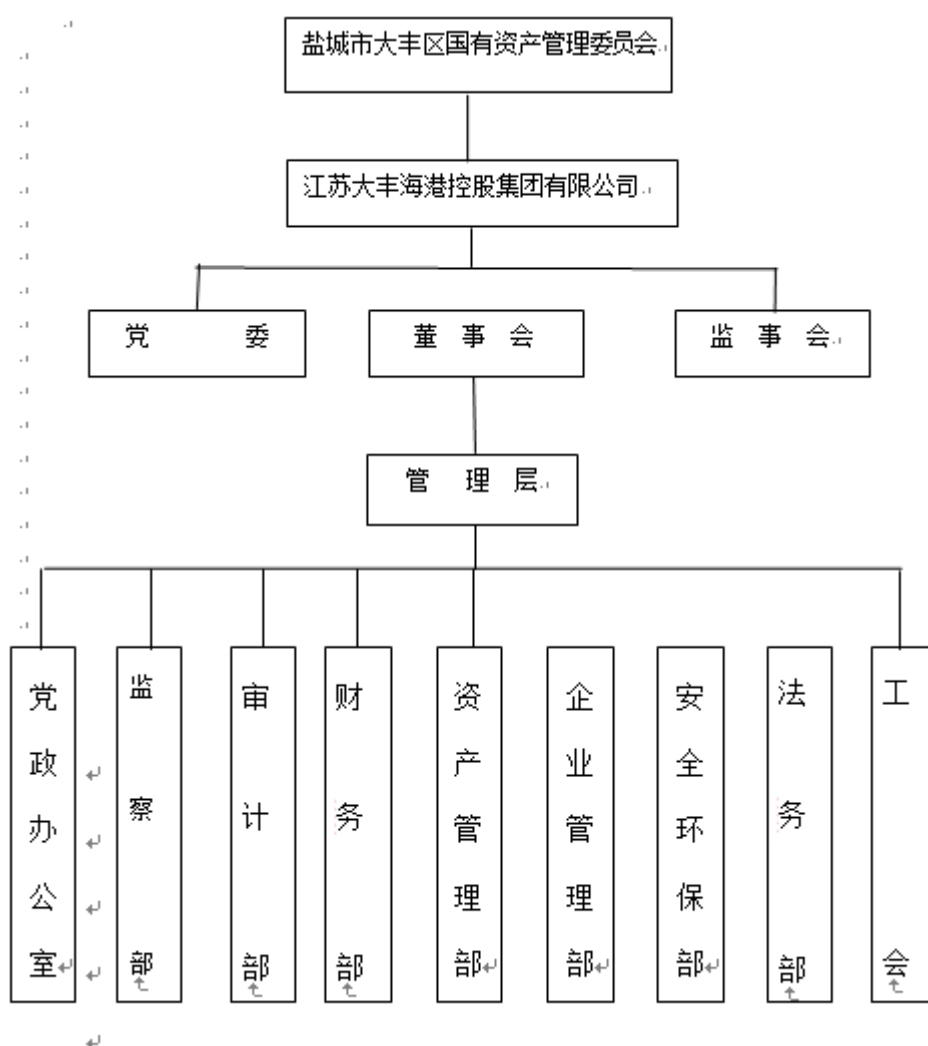 盐城市大丰区国有资产管理委员会
江苏大丰海港控股集团有限公司
党 委
董 事 会
监 事 会
管 理 层
党政办公室
监察部
审计部
财务部
资产管理部
企业管理部
安全环保部
法务部
工会